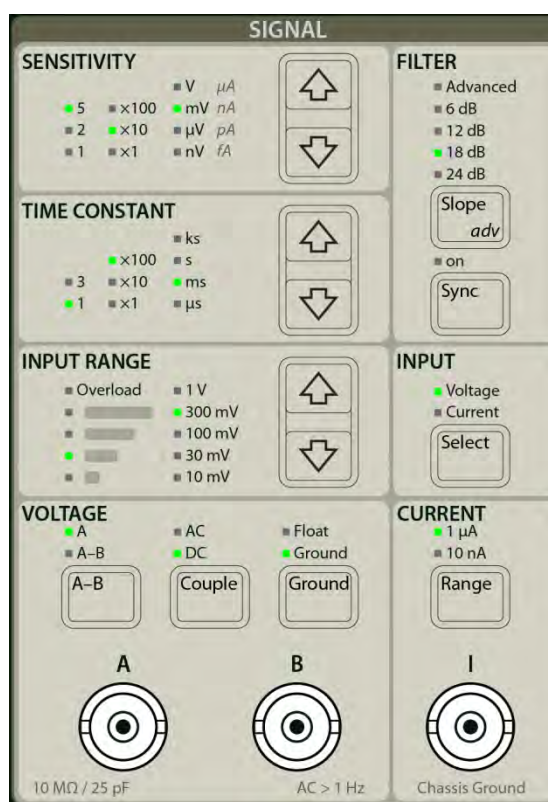 SIGNAL
SENSITIVITY
V μA
5 ×100 mV nA
2 ×10 μV pA
1 ×1 nV fA
FILTER
Advanced
6 dB
12 dB
18 dB
24 dB
Slope
adv
on
Sync
TIME CONSTANT
ks
×100 s
3 ×10 ms
1 ×1 μs
INPUT RANGE
Overload 1 V
300 mV
100 mV
30 mV
10 mV
INPUT
Voltage
Current
Select
VOLTAGE
A AC Float
A–B DC Ground
A–B Couple Ground
A B
10 MΩ / 25 pF AC > 1 Hz
CURRENT
1 μA
10 nA
Range
I
Chassis Ground